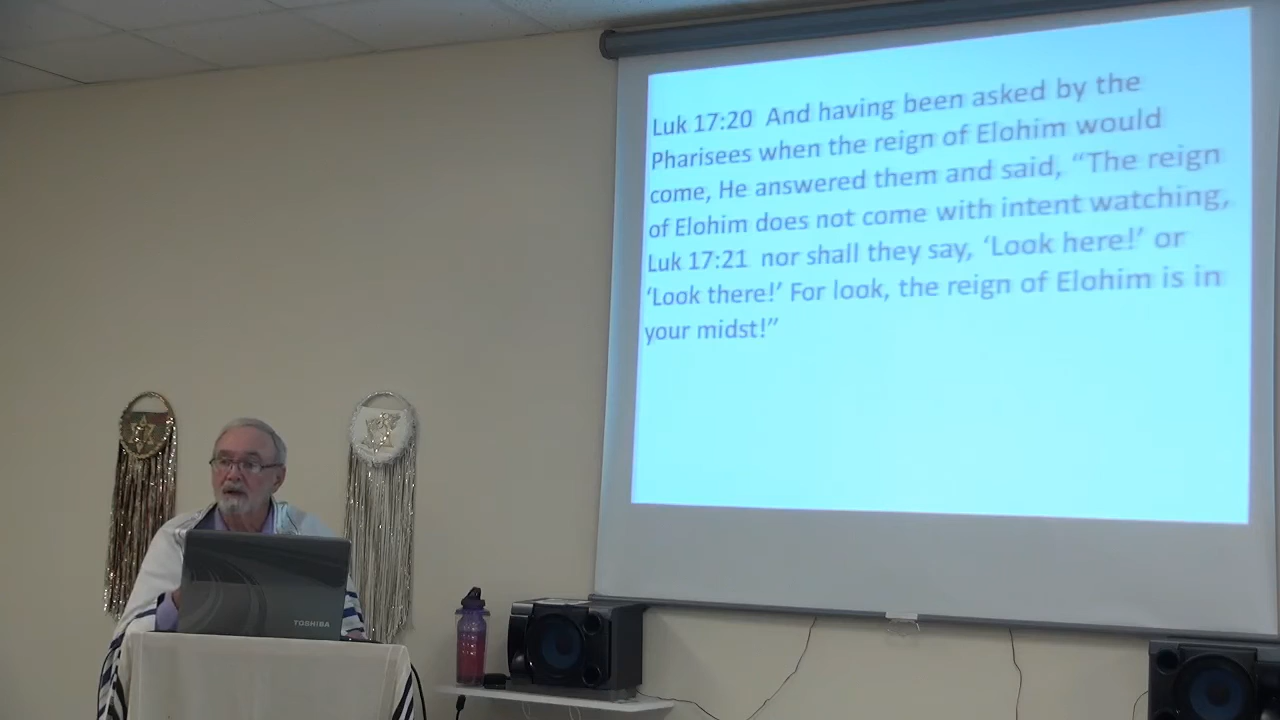 Luk 17:20  And having been asked by the
Pharisees when the reign of Elohim would
come, He answered them and said, “The reign
of Elohim does not come with intent watching,
Luk 17:21  nor shall they say, ‘Look here!’ or
‘Look there!’ For look, the reign of Elohim is in
your midst!”
TOSHIBA